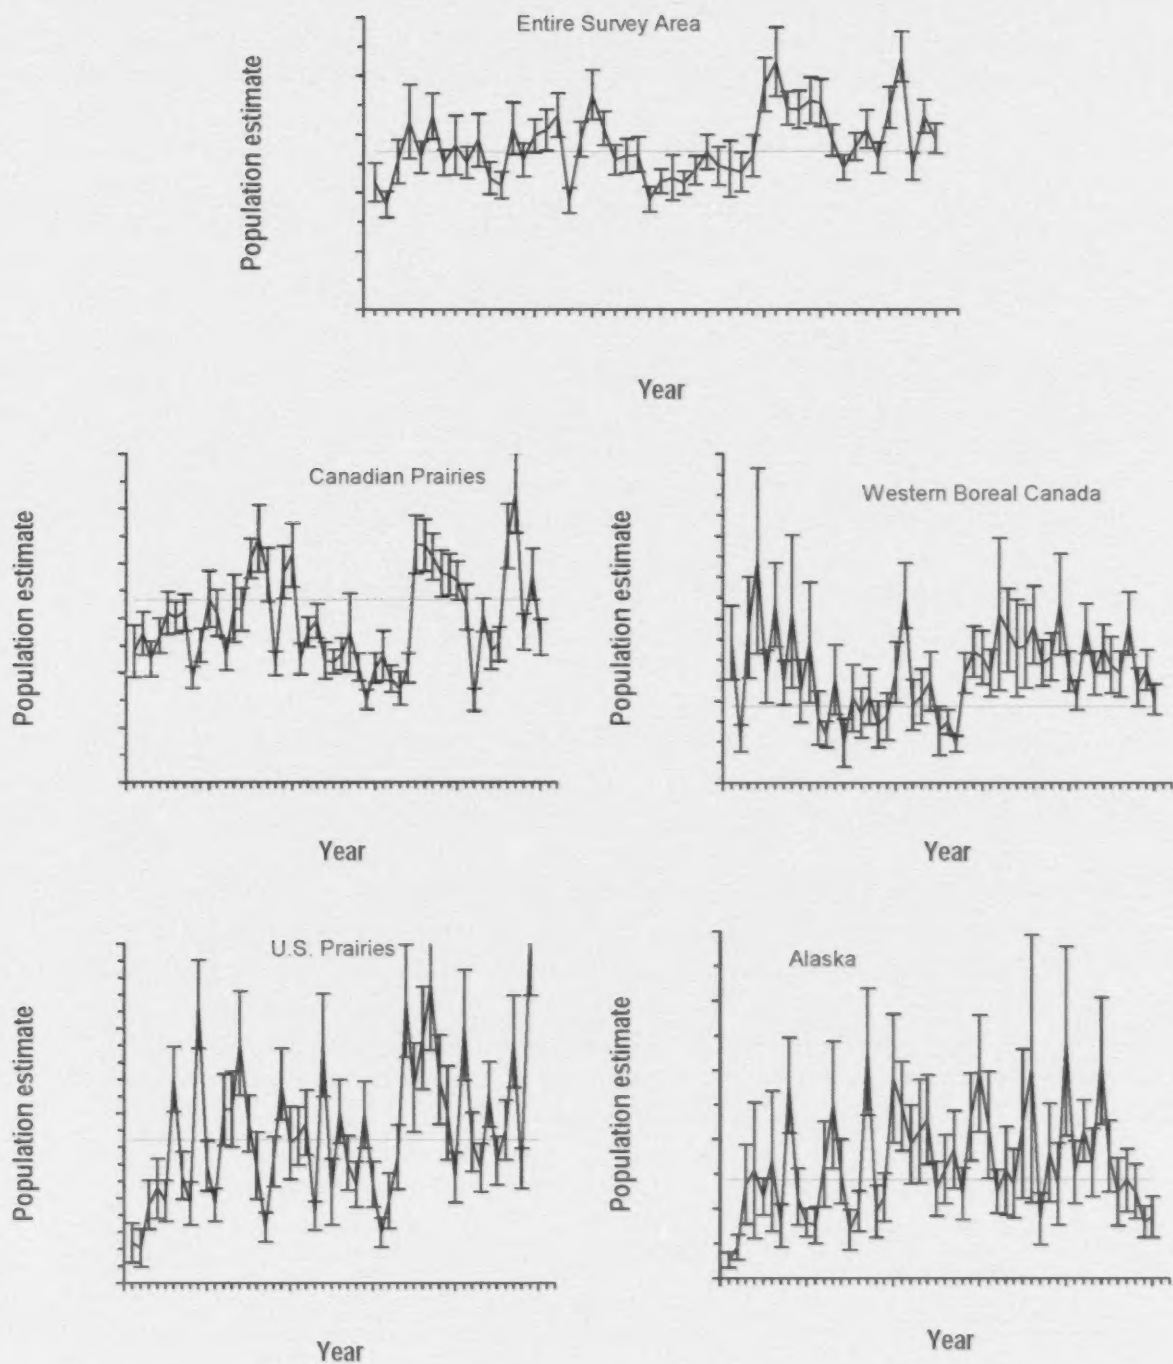 Entire Survey Area
Population estimate
Year
Canadian Prairies
Population estimate
Year
Western Boreal Canada
Population estimate
Year
U.S. Prairies
Population estimate
Year
Alaska
Population estimate
Year